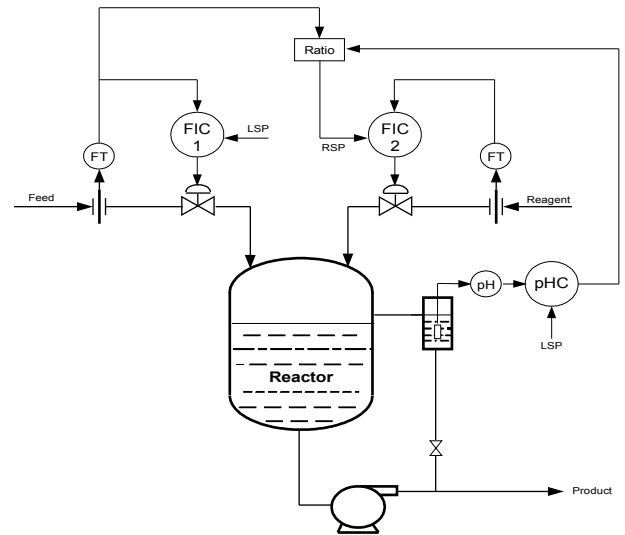 Ratio
FIC
1
LSP
RSP
FIC
2
FT
FT
Feed
Reagent
pH
pHC
LSP
Reactor
Product